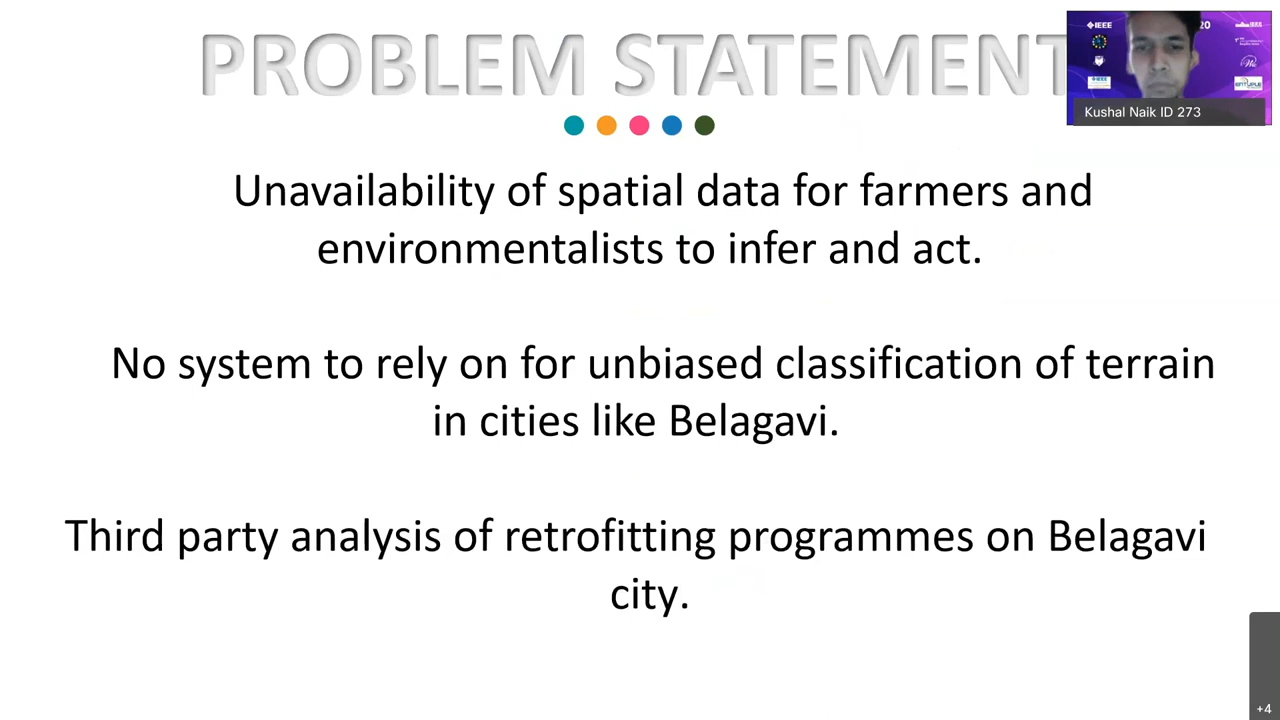 PROBLEM STATEMENT
Unavailability of spatial data for farmers and
environmentalists to infer and act.
No system to rely on for unbiased classification of terrain
in cities like Belagavi.
Third party analysis of retrofitting programmes on Belagavi
city.
IEEE
20
Kushal Naik ID 273
+4